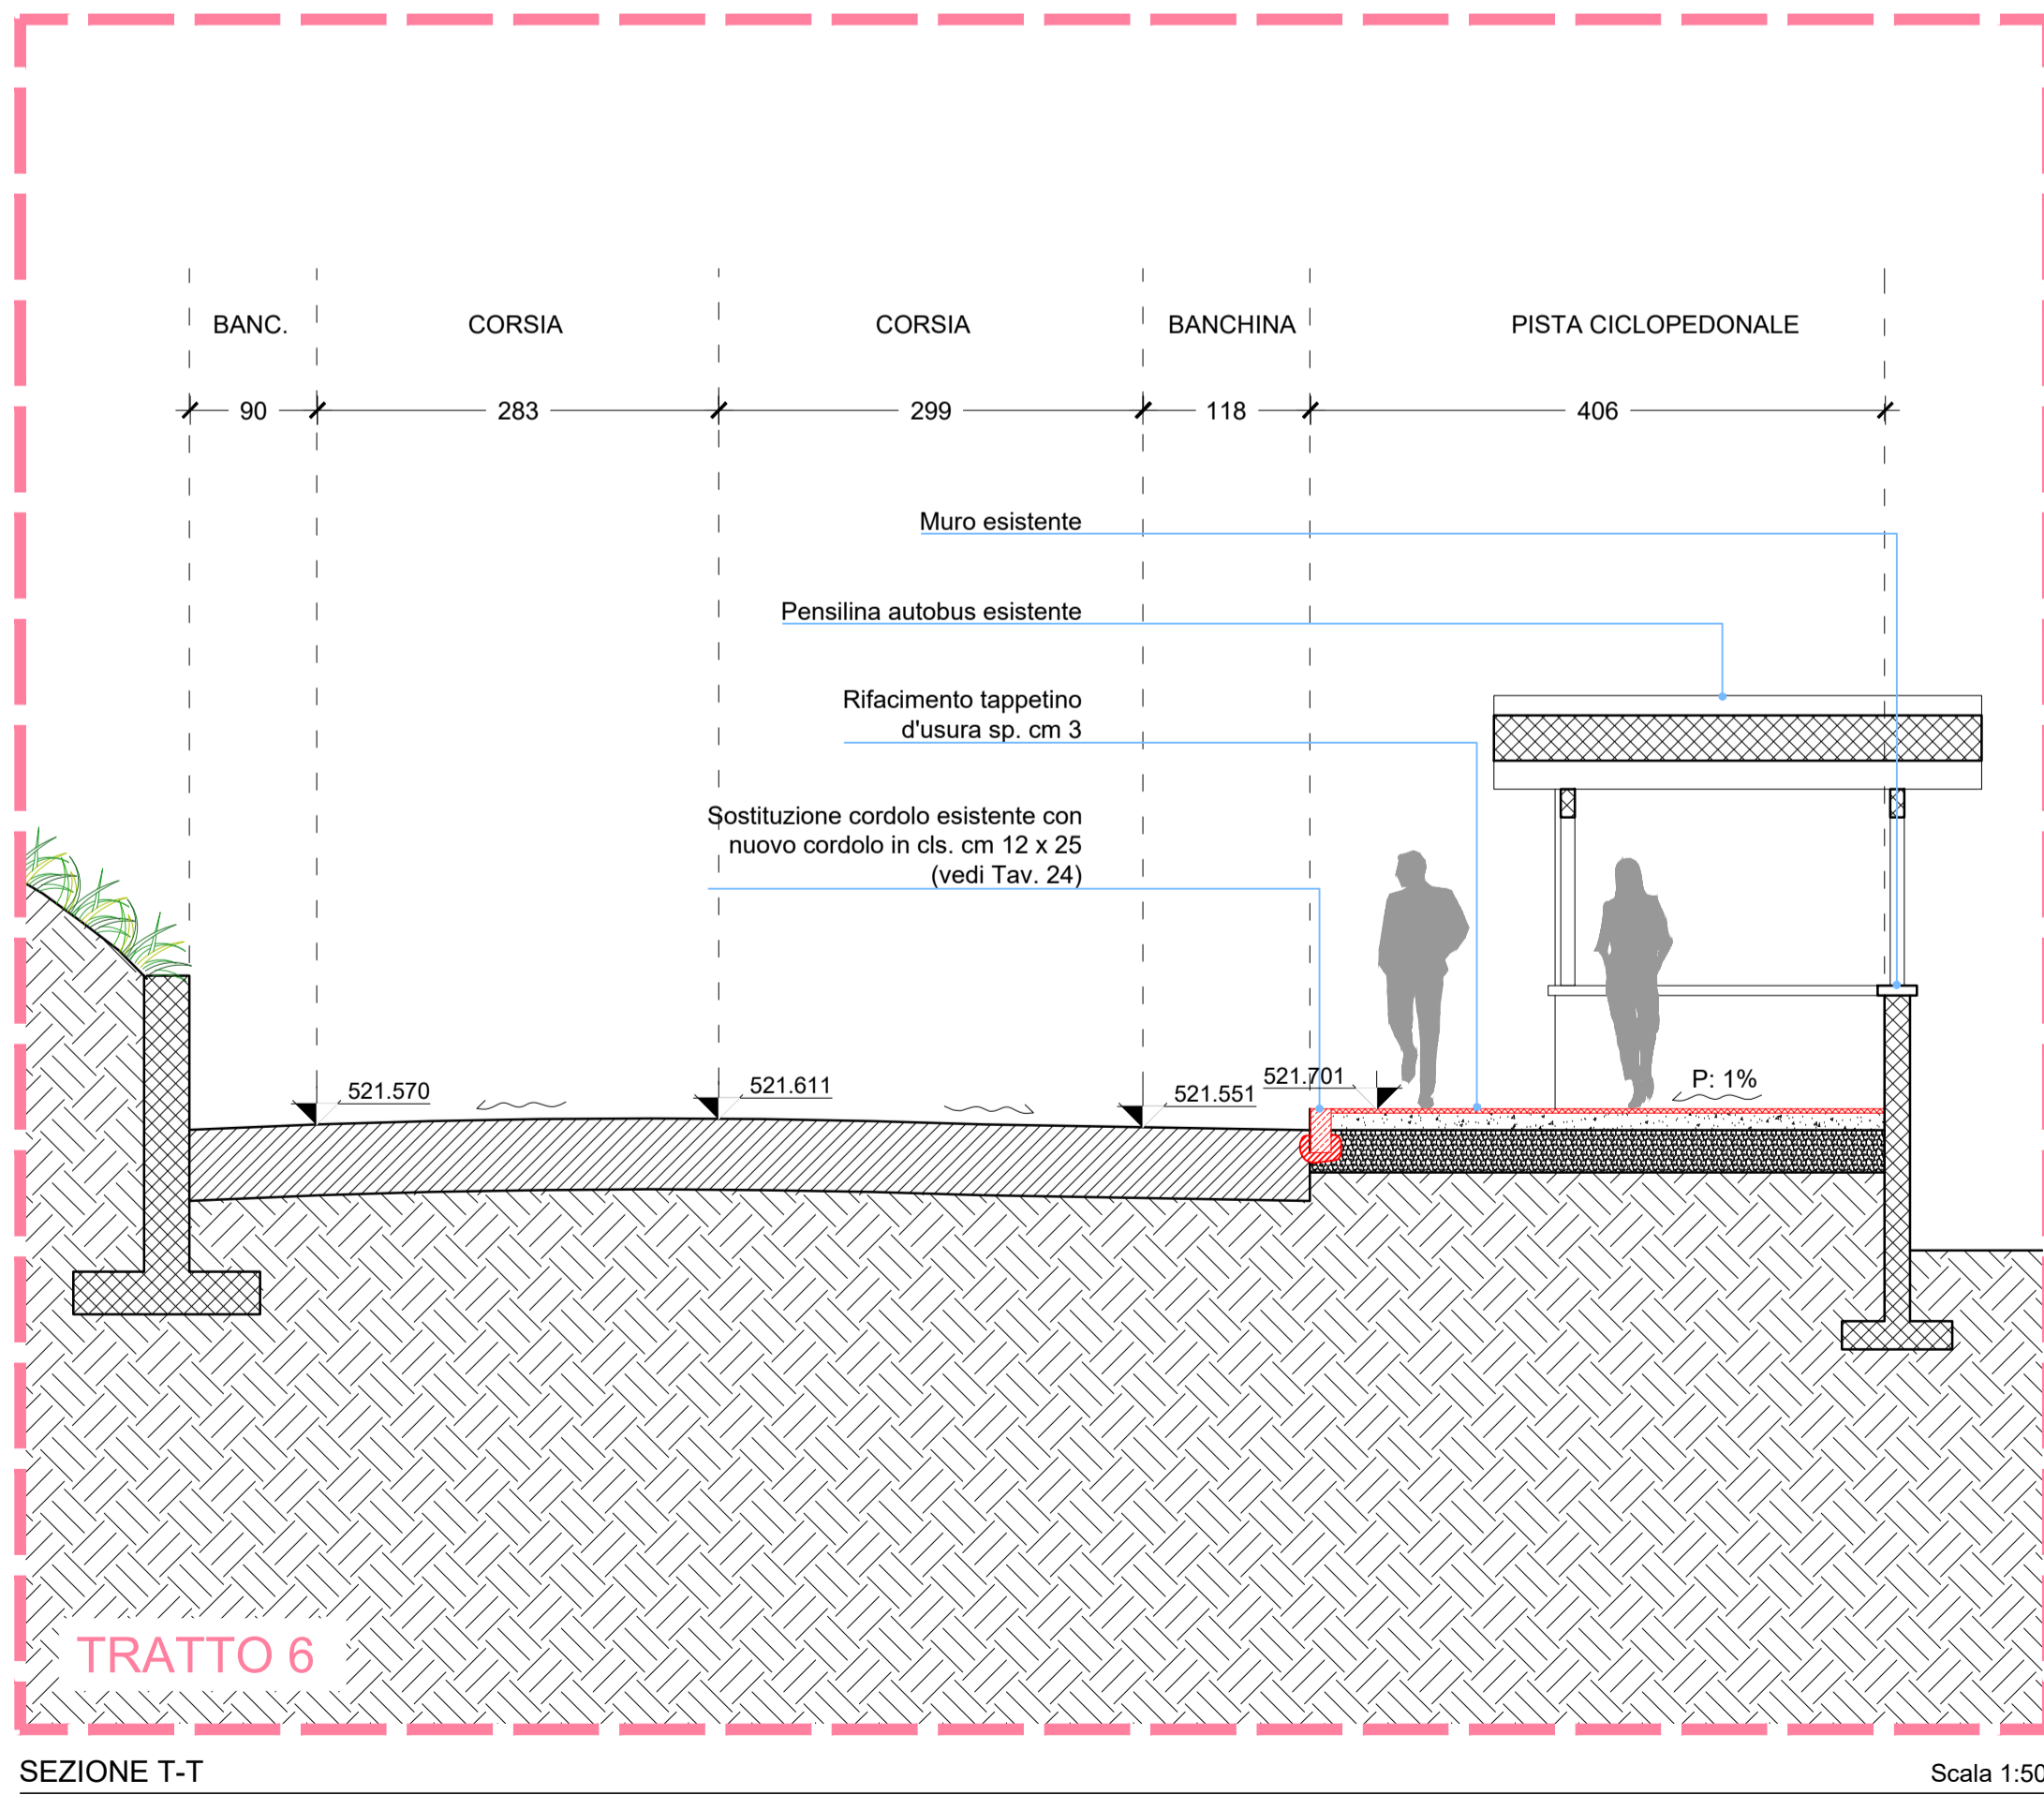 BANC.
CORSIA
CORSIA
BANCHINA
PISTA CICLOPEDONALE
90
283
299
118
406
Muro esistente
Pensilina autobus esistente
Rifacimento tappetino
d'usura sp. cm 3
Sostituzione cordolo esistente con
nuovo cordolo in cls. cm 12 x 25
(vedi Tav. 24)
521.570
521.611
521.551
521.701
P: 1%
TRATTO 6
SEZIONE T-T
Scala 1:50